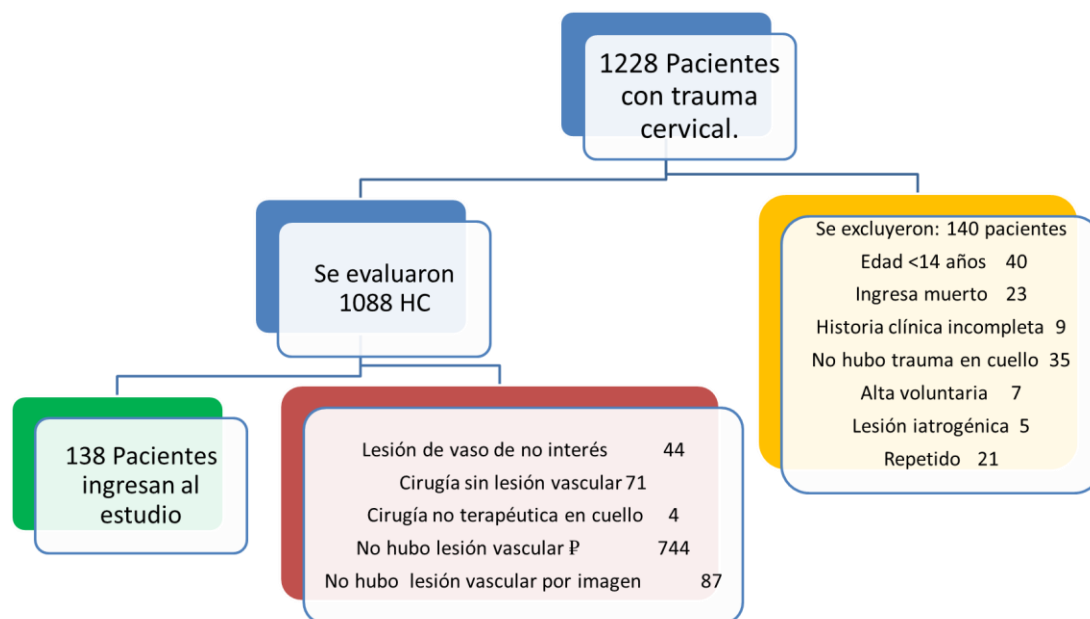 1228 Pacientes
con trauma
cervical.
Se evaluaron
1088 HC
Se excluyeron: 140 pacientes
Edad <14 años 40
Ingresa muerto 23
Historia clínica incompleta 9
No hubo trauma en cuello 35
Alta voluntaria 7
Lesión iatrogénica 5
Repetido 21
138 Pacientes
ingresan al
estudio
Lesión de vaso de no interés 44
Cirugía sin lesión vascular 71
Cirugía no terapéutica en cuello 4
No hubo lesión vascular ₽ 744
No hubo lesión vascular por imagen 87